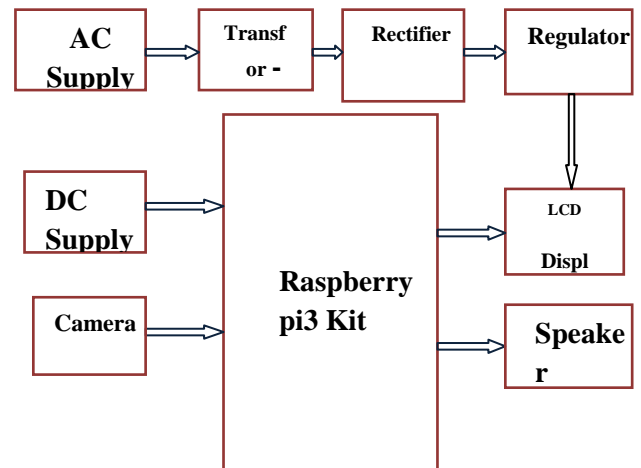 AC
Supply
Transf
or -
Rectifier
Regulator
DC
Supply
LCD
Displ
Raspberry
pi3 Kit
Camera
Speake
r